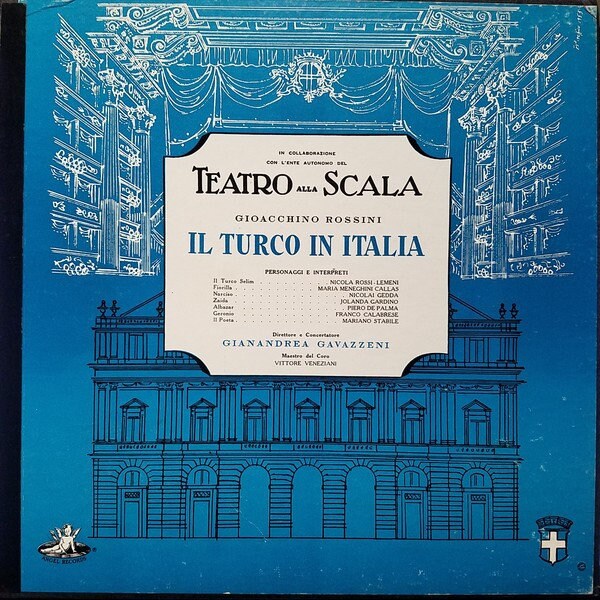 IN COLLABORAZIONE
CON L'ENTE AUTONOMO DEL
TEATRO ALLA SCALA
GIOACCHINO ROSSINI
IL TURCO IN ITALIA
PERSONAGGI E INTERPRETI
Il Turco Selim . . . . . . . . NICOLA ROSSI-LEMENI
Fiorilla . . . . . . . . MARIA MENEGHINI CALLAS
Narciso . . . . . . . . NICOLAI GEDDA
Zaida . . . . . . . . JOLANDA GARDINO
Albazar . . . . . . . . PIERO DE PALMA
Geronio . . . . . . . . FRANCO CALABRESE
Il Poeta . . . . . . . . MARIANO STABILE
Direttore e Concertatore
GIANANDREA GAVAZZENI
Maestro del Coro
VITTORE VENEZIANI
ANGEL RECORDS